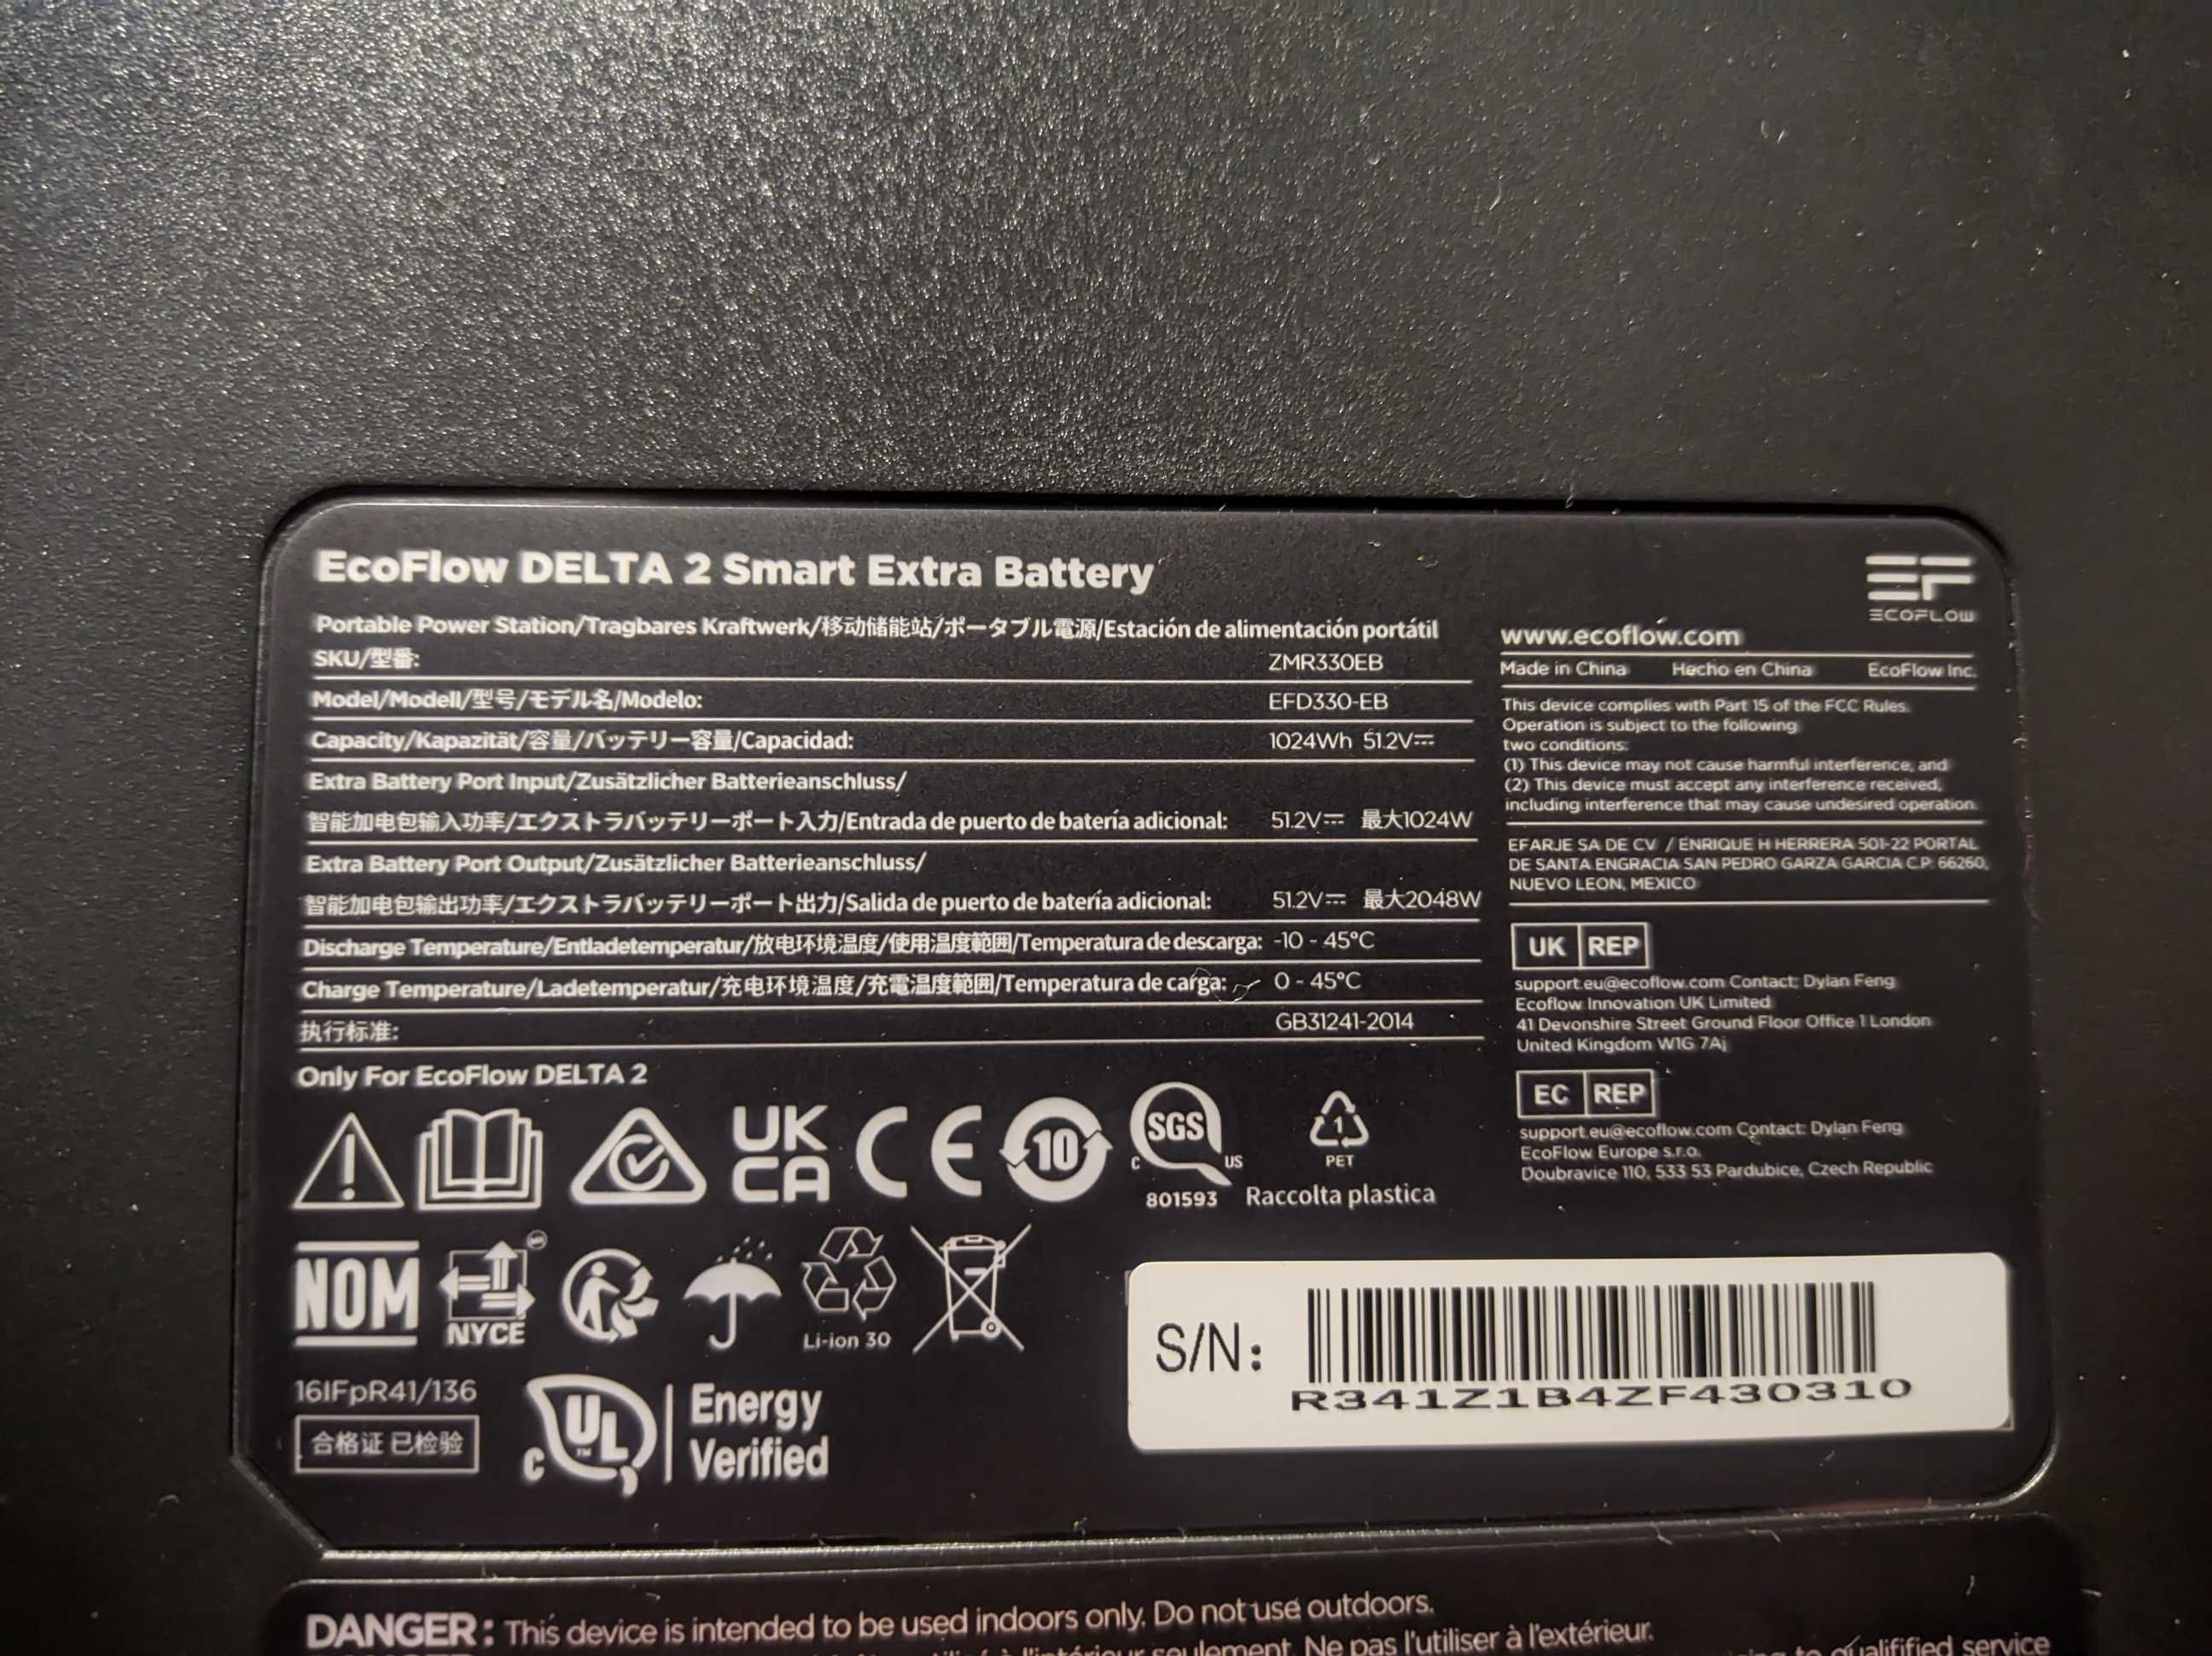 EcoFlow DELTA 2 Smart Extra Battery
Portable Power Station/Tragbares Kraftwerk/移动储能站/ポータブル電源/Estación de alimentación portátil
SKU/型番: ZMR330EB
Model/Modell/型号/モデル名/Modelo: EFD330-EB
Capacity/Kapazität/容量/バッテリー容量/Capacidad: 1024Wh 51.2V⎓
Extra Battery Port Input/Zusätzlicher Batterieanschluss/
智能加电包输入功率/エクストラバッテリーポート入力/Entrada de puerto de batería adicional: 51.2V⎓ 最大1024W
Extra Battery Port Output/Zusätzlicher Batterieanschluss/
智能加电包输出功率/エクストラバッテリーポート出力/Salida de puerto de batería adicional: 51.2V⎓ 最大2048W
Discharge Temperature/Entladetemperatur/放电环境温度/使用温度範囲/Temperatura de descarga: -10 - 45°C
Charge Temperature/Ladetemperatur/充电环境温度/充電温度範囲/Temperatura de carga: 0 - 45°C
执行标准: GB31241-2014
Only For EcoFlow DELTA 2
UK
CA
CE
10
SGS
C US
801593
1
PET
Raccolta plastica
NOM
NYCE
Li-ion 30
16IFpR41/136
合格证 已检验
c UL
Energy
Verified
EF
ECOFLOW
www.ecoflow.com
Made in China Hecho en China EcoFlow Inc.
This device complies with Part 15 of the FCC Rules.
Operation is subject to the following
two conditions:
(1) This device may not cause harmful interference, and
(2) This device must accept any interference received,
including interference that may cause undesired operation.
EFARJE SA DE CV / ENRIQUE H HERRERA 501-22 PORTAL
DE SANTA ENGRACIA SAN PEDRO GARZA GARCIA C.P. 66260,
NUEVO LEON, MEXICO
UK REP
support.eu@ecoflow.com Contact: Dylan Feng
Ecoflow Innovation UK Limited
41 Devonshire Street Ground Floor Office 1 London
United Kingdom W1G 7Aj
EC REP
support.eu@ecoflow.com Contact: Dylan Feng
EcoFlow Europe s.r.o.
Doubravice 110, 533 53 Pardubice, Czech Republic
S/N:
R341Z1B4ZF430310
DANGER: This device is intended to be used indoors only. Do not use outdoors.
à l'intérieur seulement. Ne pas l'utiliser à l'extérieur.
to qualifified service